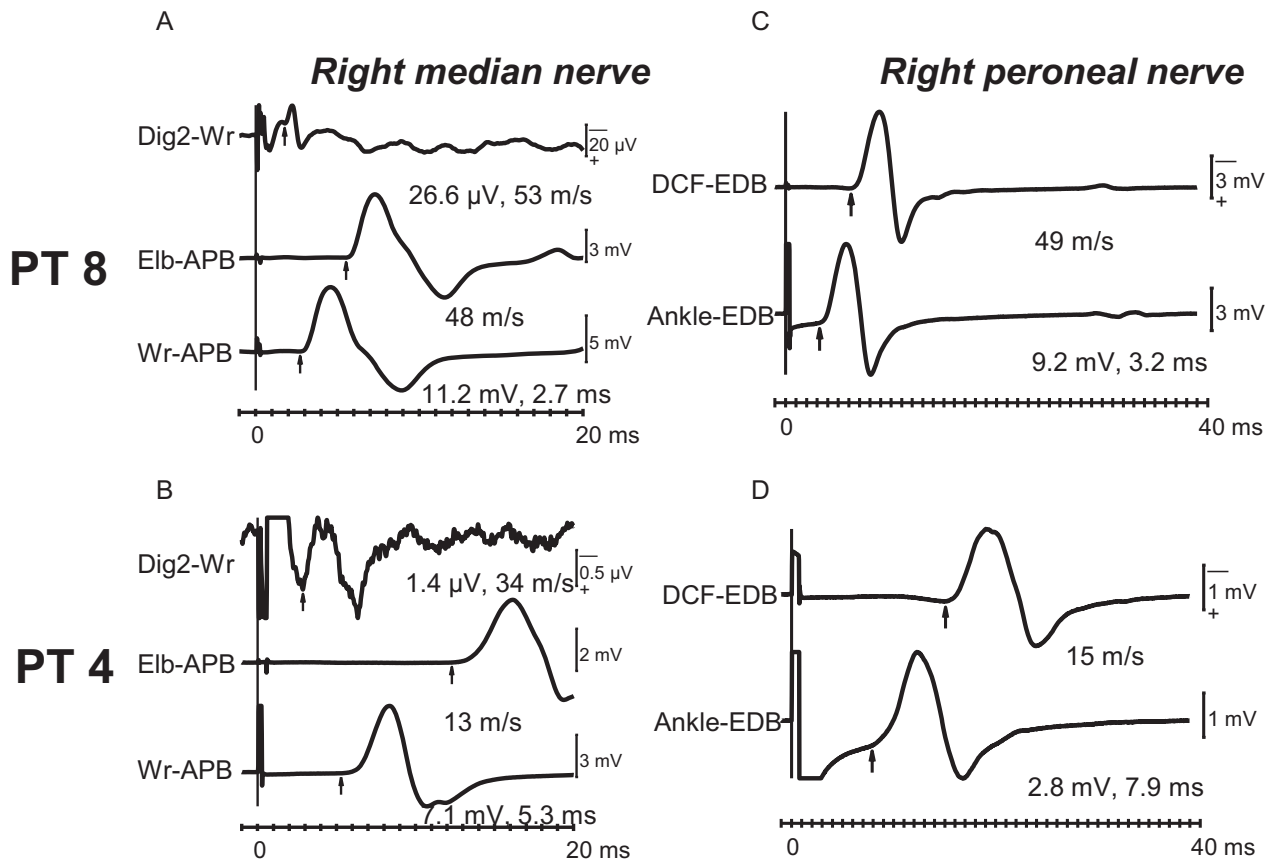 A
Right median nerve
Dig2-Wr
20 µV
+
26.6 µV, 53 m/s
Elb-APB
3 mV
48 m/s
Wr-APB
5 mV
11.2 mV, 2.7 ms
0
20 ms
PT 8
C
Right peroneal nerve
DCF-EDB
3 mV
+
49 m/s
Ankle-EDB
3 mV
9.2 mV, 3.2 ms
0
40 ms
B
Dig2-Wr
0.5 µV
+
1.4 µV, 34 m/s
Elb-APB
2 mV
13 m/s
Wr-APB
3 mV
7.1 mV, 5.3 ms
0
20 ms
PT 4
D
DCF-EDB
1 mV
+
15 m/s
Ankle-EDB
1 mV
2.8 mV, 7.9 ms
0
40 ms